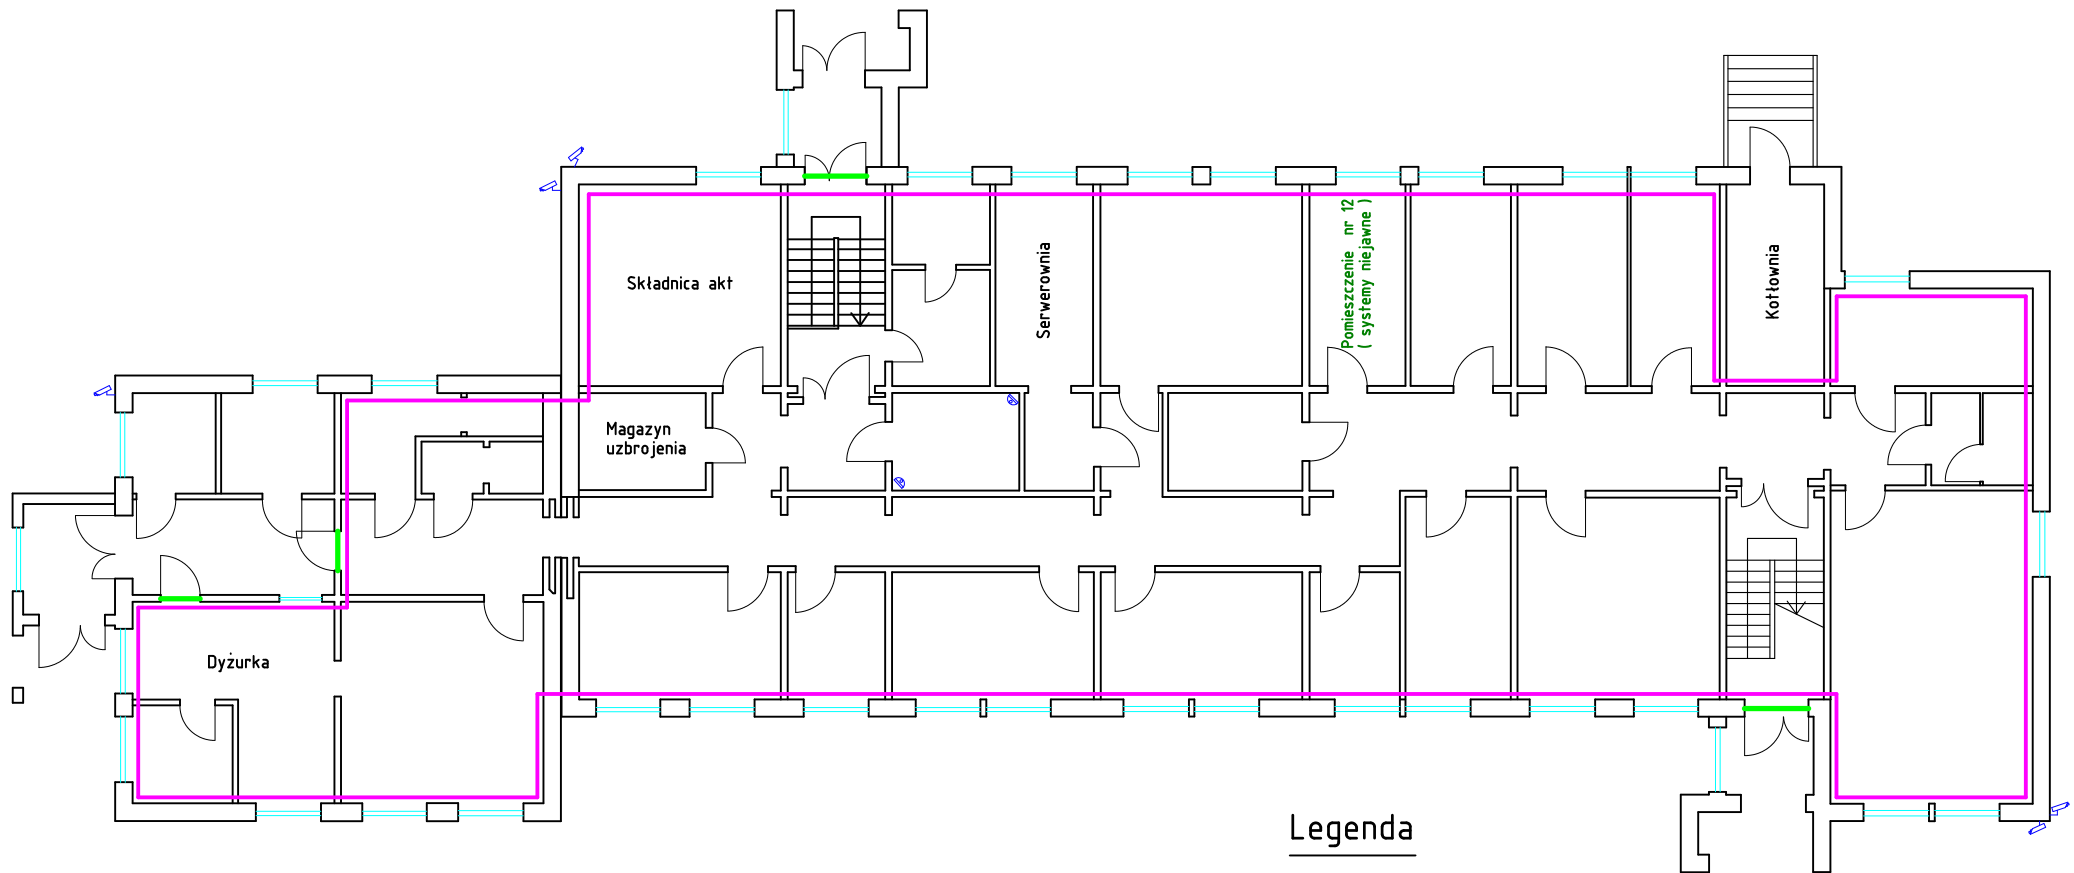 Składnica akt
Serwerownia
Pomieszczenie nr 12
( systemy niejawne )
Kotłownia
Magazyn
uzbrojenia
Dyżurka
Legenda